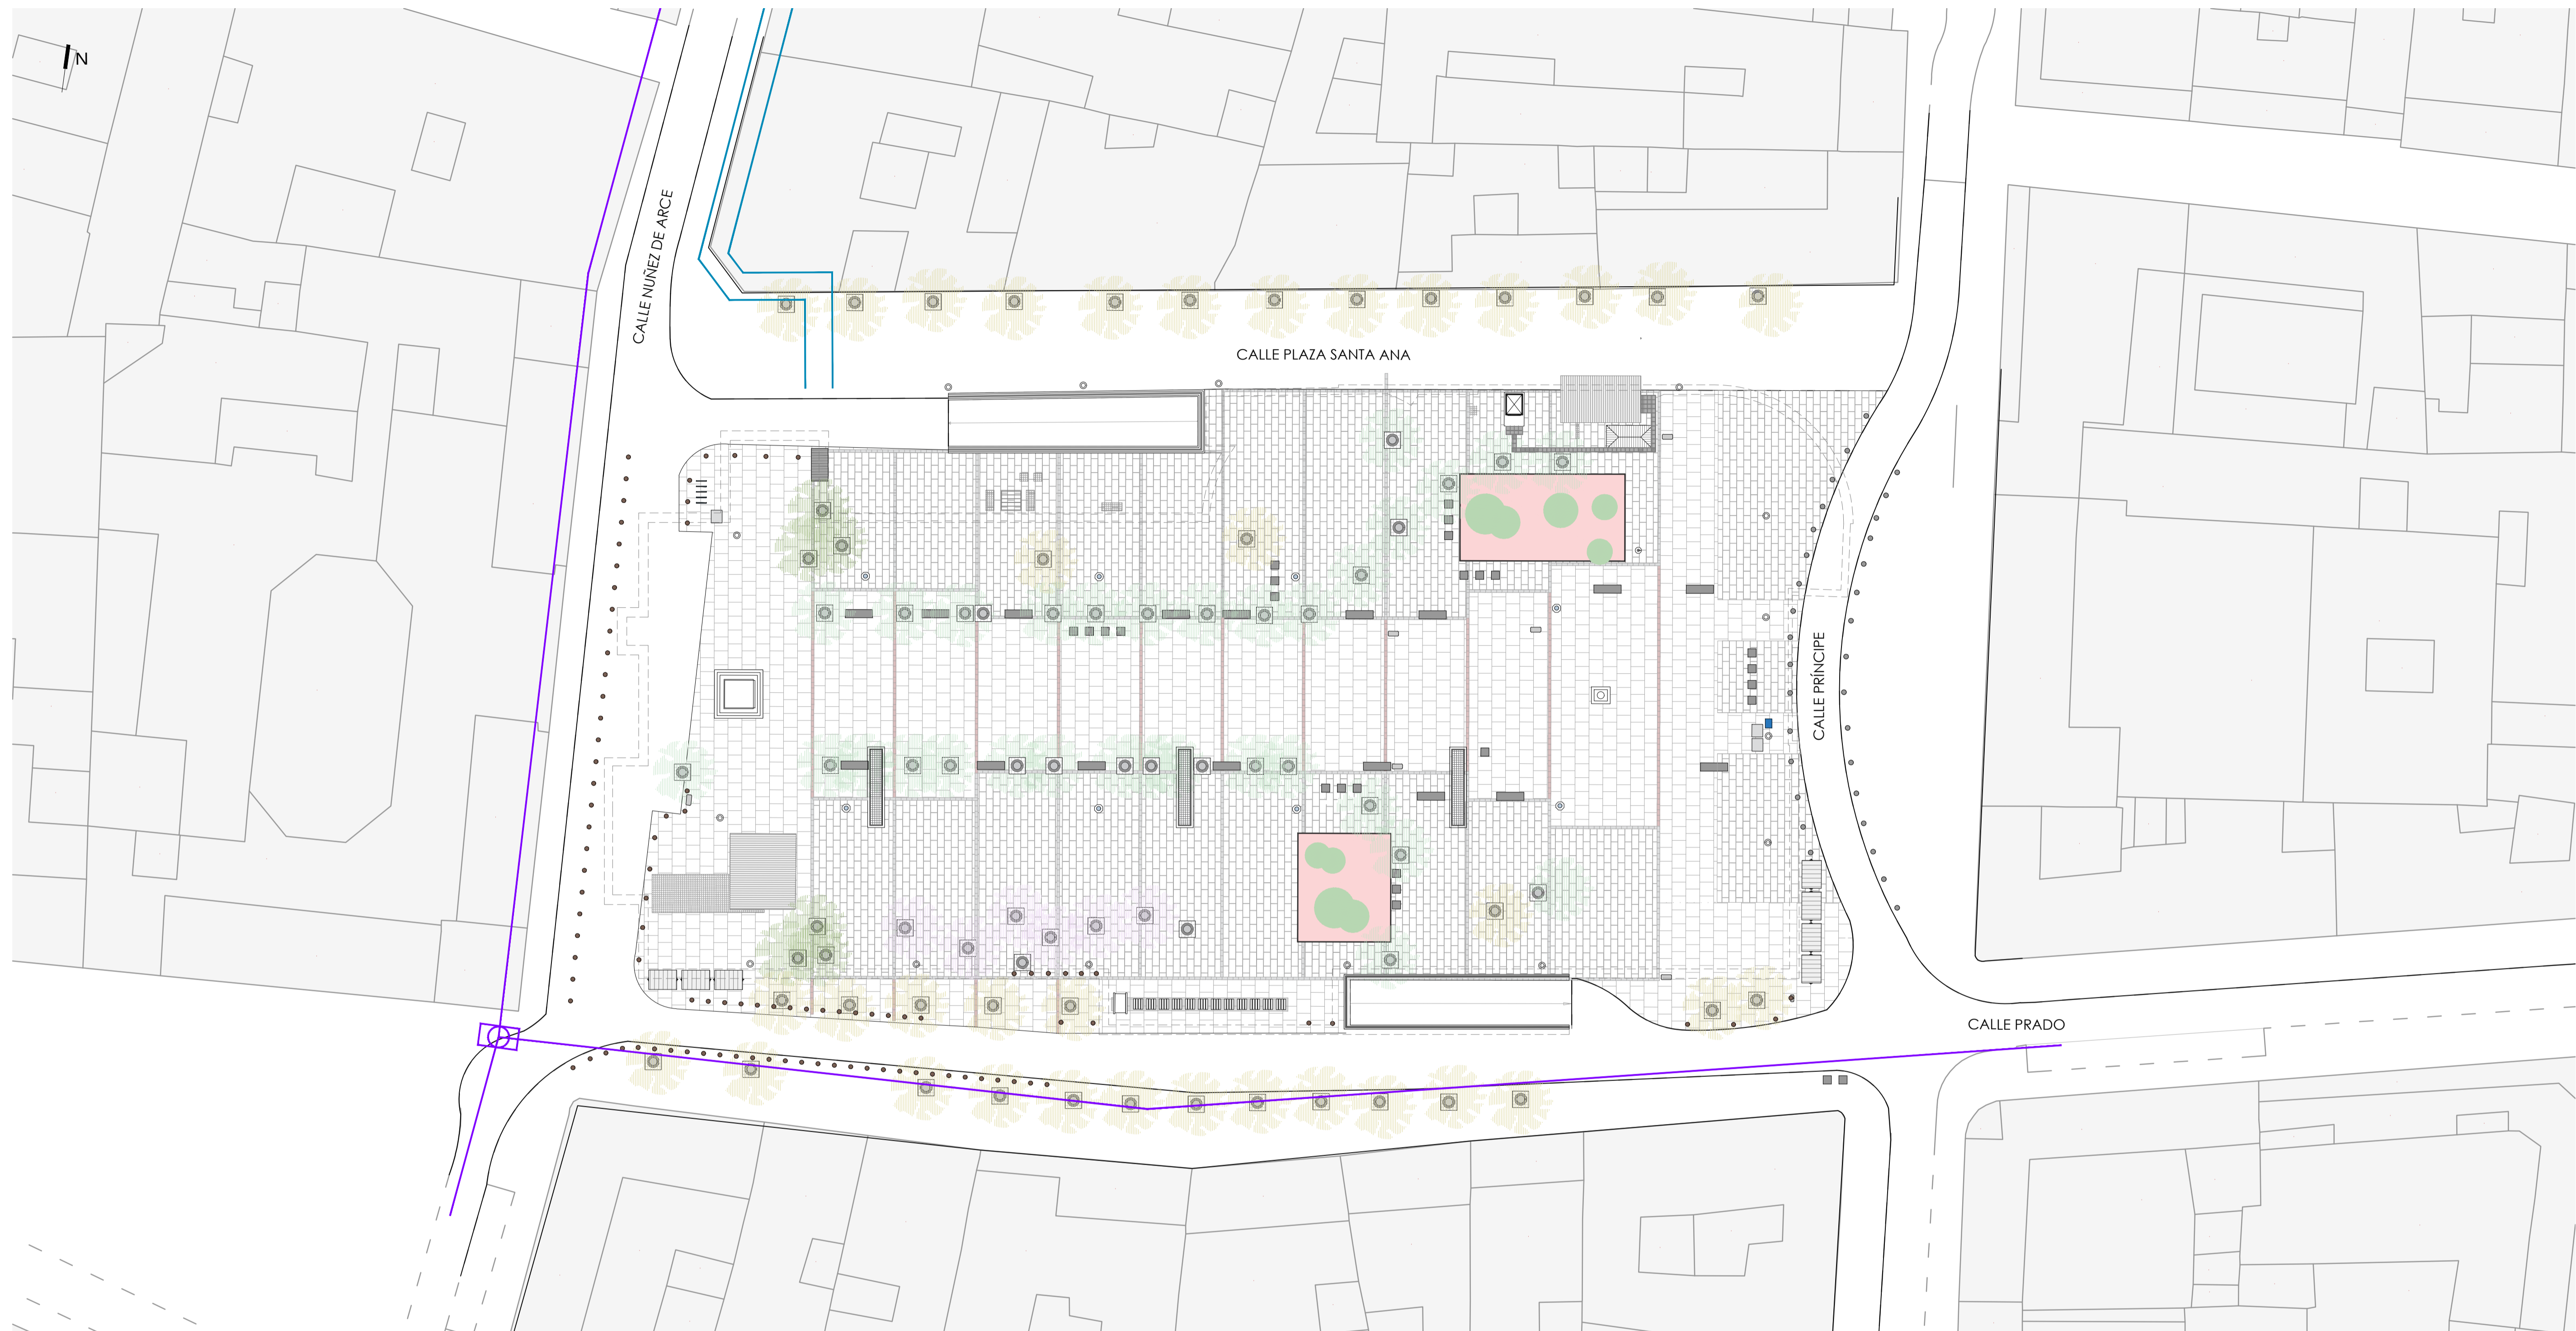 N
CALLE NUÑEZ DE ARCE
CALLE PLAZA SANTA ANA
CALLE PRÍNCIPE
CALLE PRADO